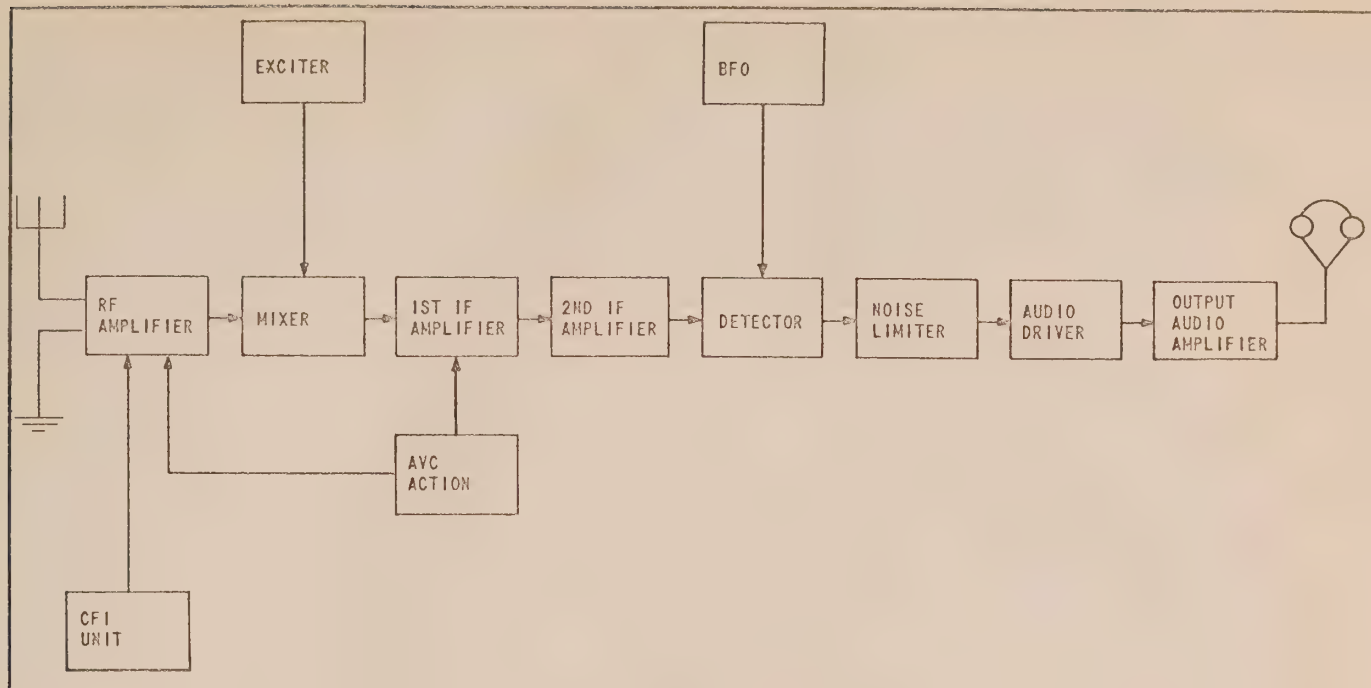 EXCITER
BFO
RF
AMPLIFIER
MIXER
1ST IF
AMPLIFIER
2ND IF
AMPLIFIER
DETECTOR
NOISE
LIMITER
AUDIO
DRIVER
OUTPUT
AUDIO
AMPLIFIER
AVC
ACTION
CFI
UNIT